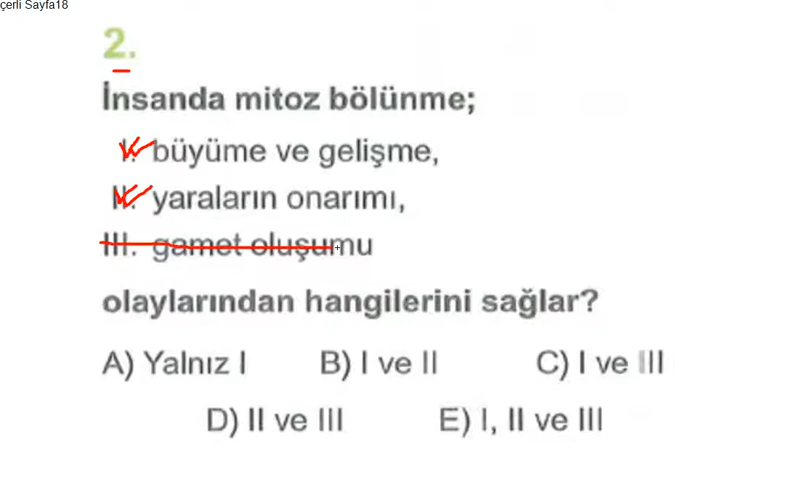 çerli Sayfa18
2.
İnsanda mitoz bölünme;
I. büyüme ve gelişme,
II. yaraların onarımı,
III. gamet oluşumu
olaylarından hangilerini sağlar?
A) Yalnız I B) I ve II C) I ve III
D) II ve III E) I, II ve III